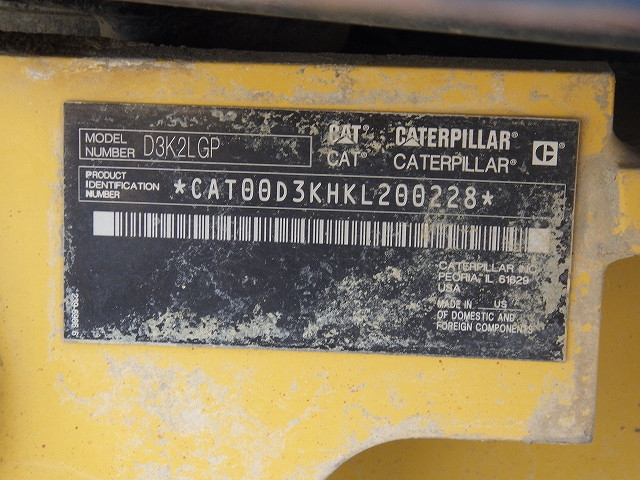 MODEL NUMBER D3K2LGP
CAT® CATERPILLAR®
CAT® CATERPILLAR® C
PRODUCT IDENTIFICATION NUMBER *CAT00D3KHKL200228*
CATERPILLAR INC.
PEORIA, IL 61629
USA
MADE IN US
OF DOMESTIC AND
FOREIGN COMPONENTS